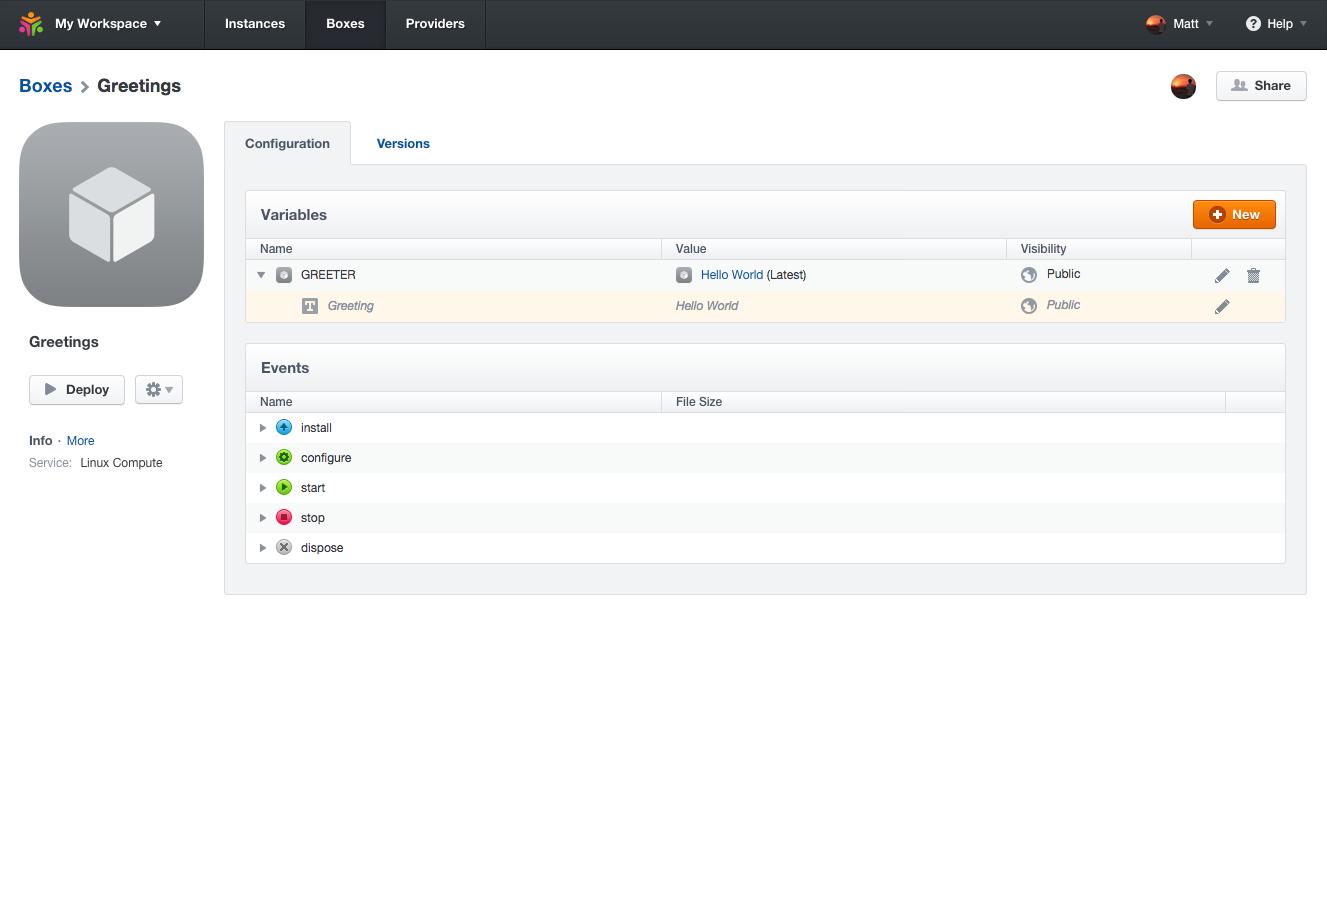 My Workspace Instances Boxes Providers Matt ? Help
Boxes > Greetings Share
Configuration Versions
Variables New
Name Value Visibility
GREETER Hello World (Latest) Public
T Greeting Hello World Public
Greetings
Events
Deploy
Name File Size
install
Info · More
configure
Service: Linux Compute
start
stop
dispose